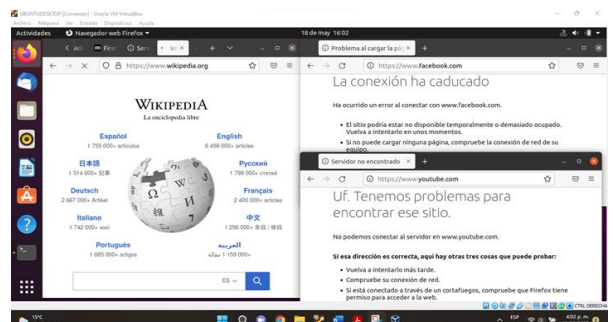 UBUNTUDESKTOP [Corriendo] - Oracle VM VirtualBox
Archivo Máquina Ver Entrada Dispositivos Ayuda
Actividades Navegador web Firefox 18 de may 16:02
Firef Serv
https://www.wikipedia.org
WIKIPEDIA
La enciclopedia libre
Español
1 755 000+ artículos
English
6 458 000+ articles
日本語
1 314 000+ 記事
Русский
1 798 000+ статей
Deutsch
2 667 000+ Artikel
Français
2 400 000+ articles
Italiano
1 742 000+ voci
中文
1 256 000+ 条目 / 條目
Português
1 085 000+ artigos
العربية
1 159 000+ مقالة
ES
Problema al cargar la pág
https://www.facebook.com
La conexión ha caducado
Ha ocurrido un error al conectar con www.facebook.com.
El sitio podría estar no disponible temporalmente o demasiado ocupado.
Vuelva a intentarlo en unos momentos.
Si no puede cargar ninguna página, compruebe la conexión de red de su
equipo.
Servidor no encontrado
https://www.youtube.com
Uf. Tenemos problemas para
encontrar ese sitio.
No podemos conectar al servidor en www.youtube.com.
Si esa dirección es correcta, aquí hay otras tres cosas que puede probar:
Vuelva a intentarlo más tarde.
Compruebe su conexión de red.
Si está conectado a través de un cortafuegos, compruebe que Firefox tiene
permiso para acceder a la web.
CTRL DERECHA
15°C
ESP 4:02 p. m.